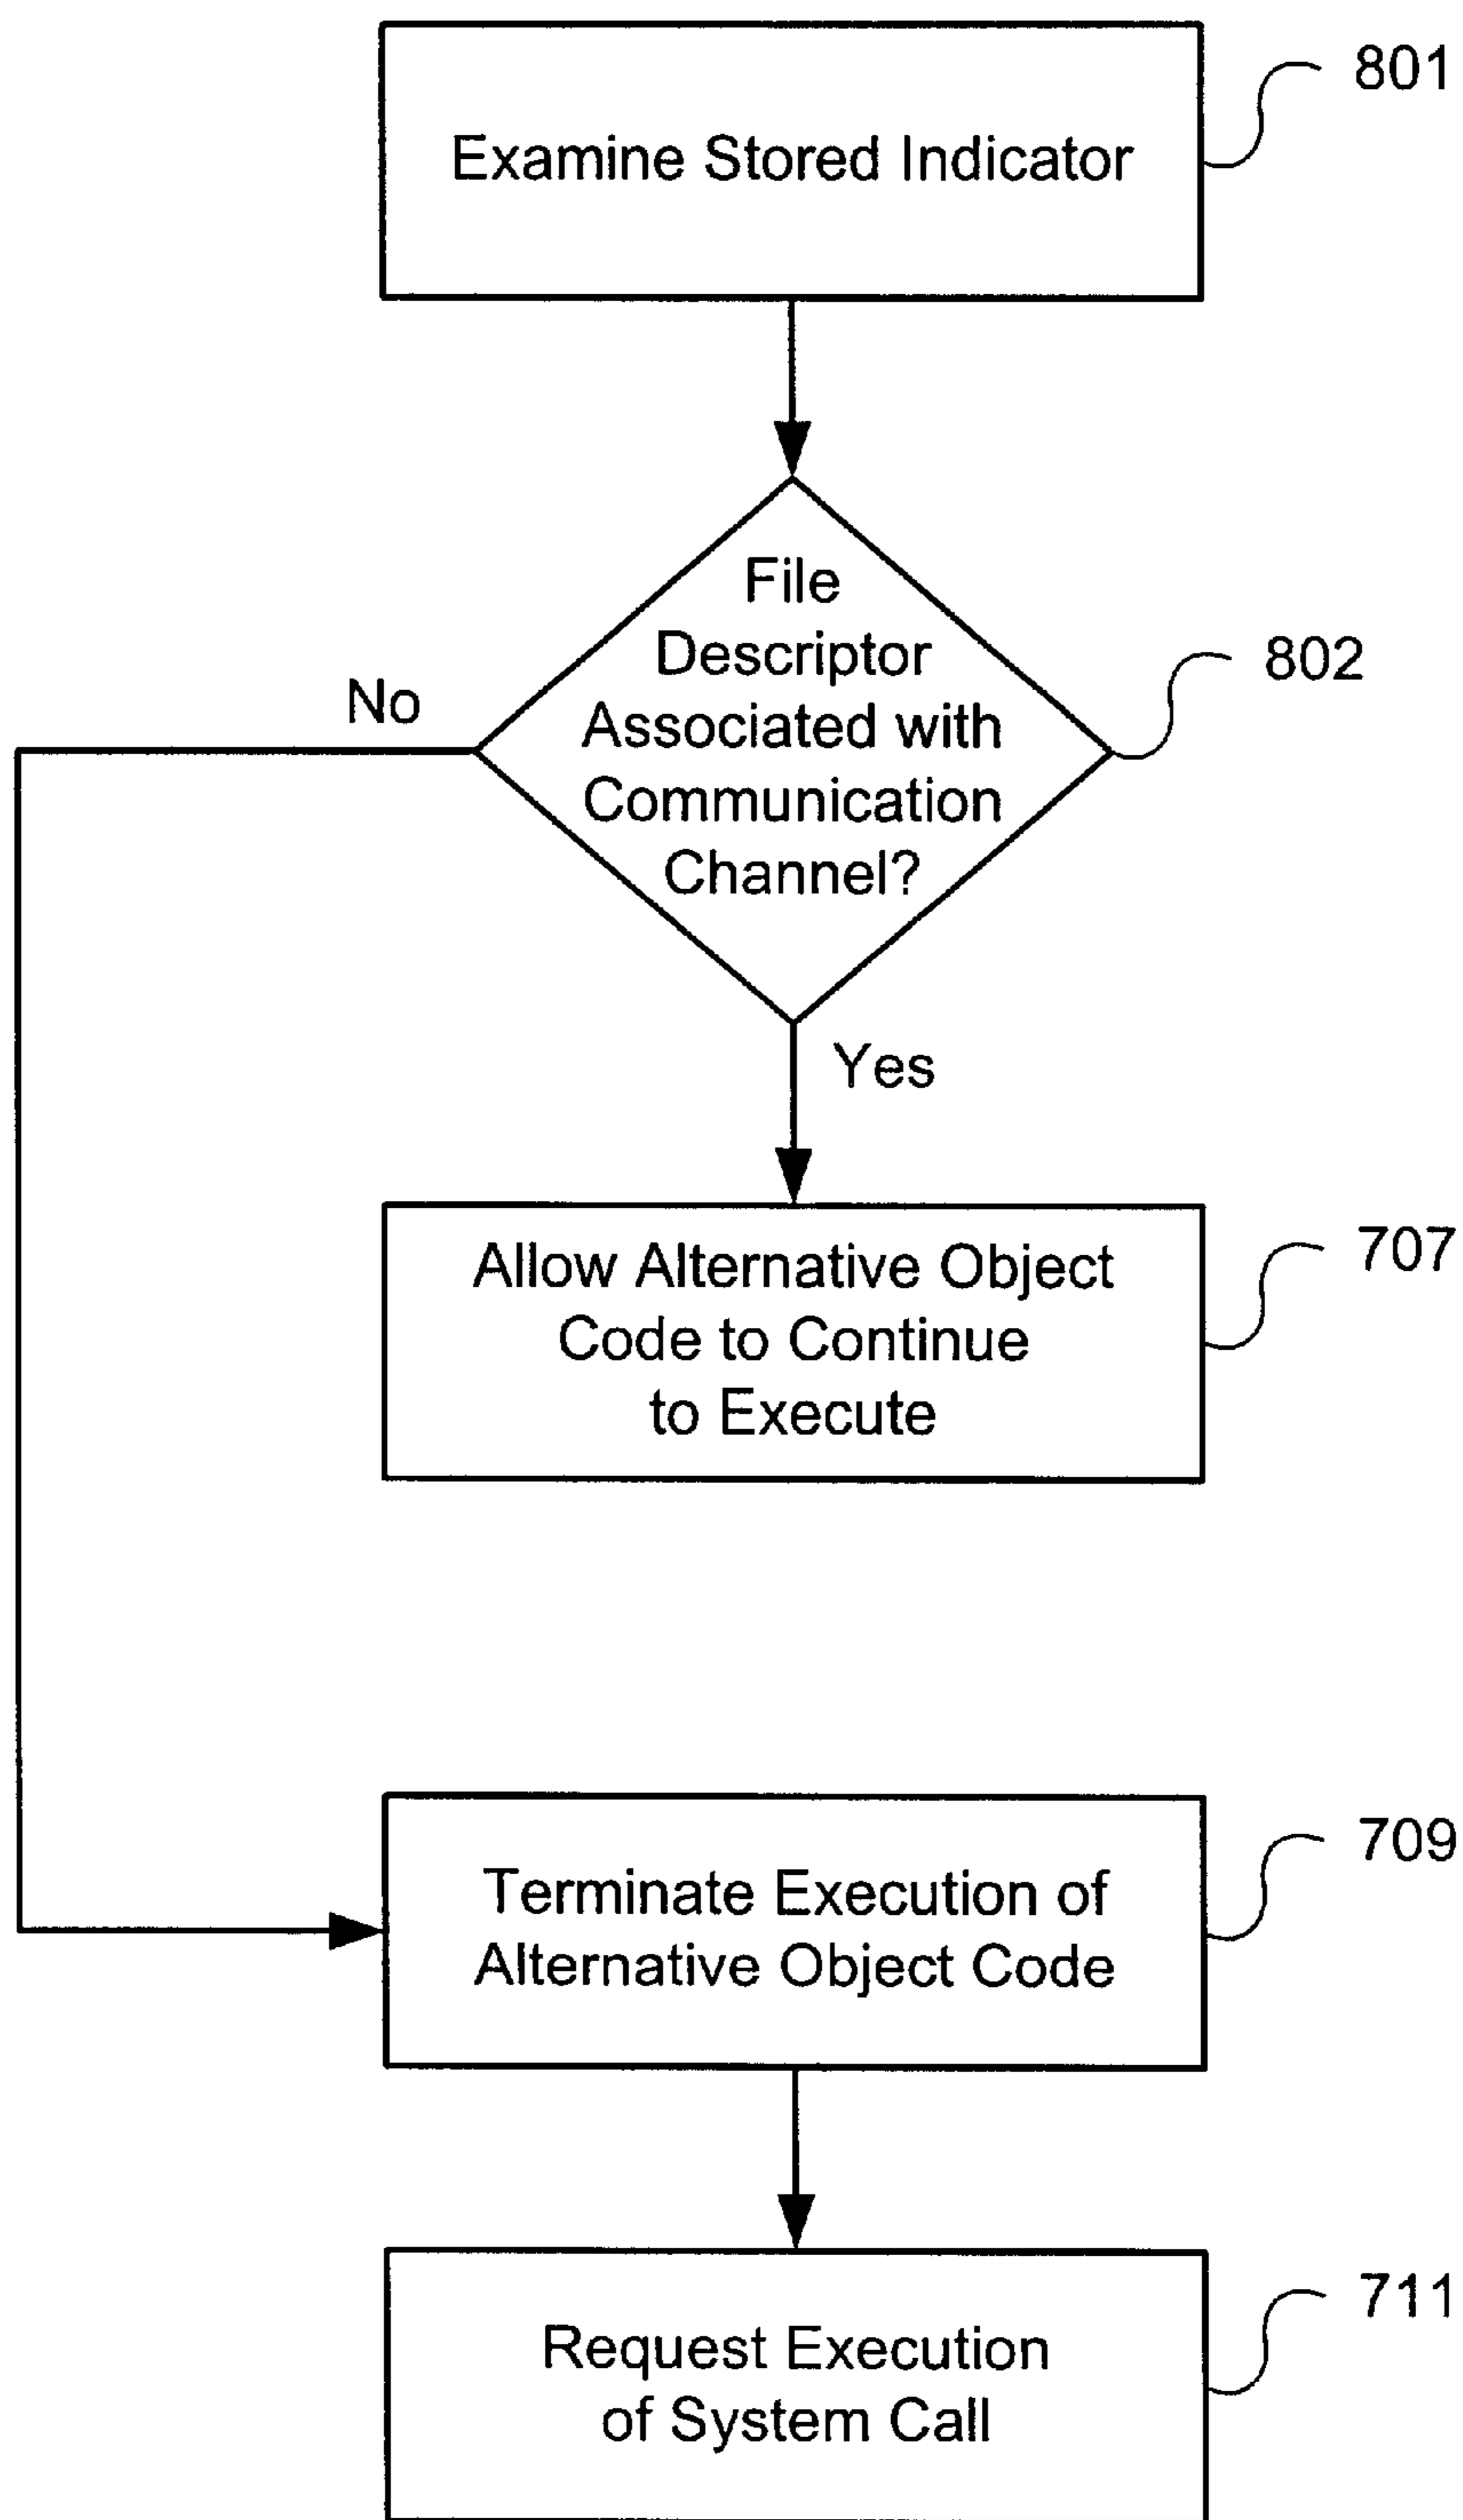 Examine Stored Indicator
801
File
Descriptor
Associated with
Communication
Channel?
802
No
Yes
Allow Alternative Object
Code to Continue
to Execute
707
Terminate Execution of
Alternative Object Code
709
Request Execution
of System Call
711